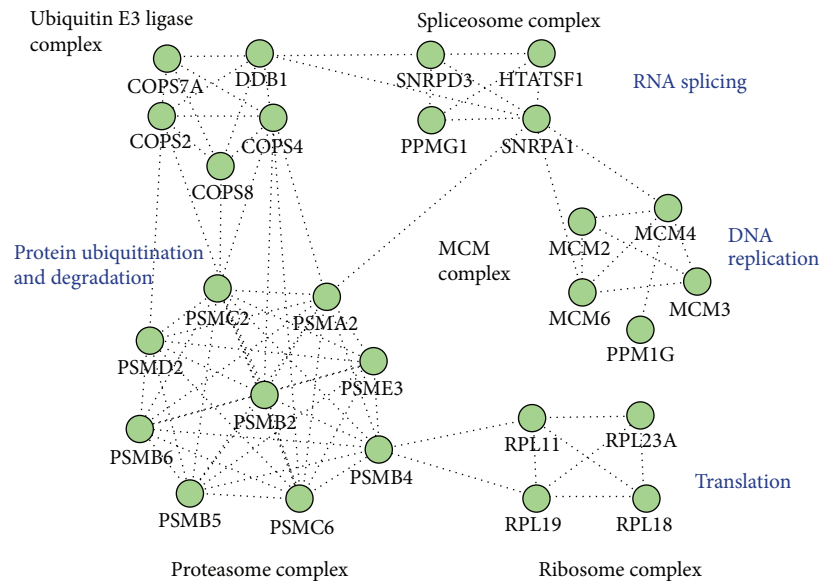 Ubiquitin E3 ligase
complex
Spliceosome complex
COPS7A
DDB1
SNRPD3
HTATSF1
RNA splicing
COPS2
COPS4
PPMG1
SNRPA1
COPS8
Protein ubiquitination
and degradation
MCM
complex
MCM2
MCM4
DNA
replication
PSMC2
PSMA2
MCM6
MCM3
PPM1G
PSMD2
PSME3
PSMB2
PSMB6
PSMB4
RPL11
RPL23A
Translation
PSMB5
PSMC6
RPL19
RPL18
Proteasome complex
Ribosome complex